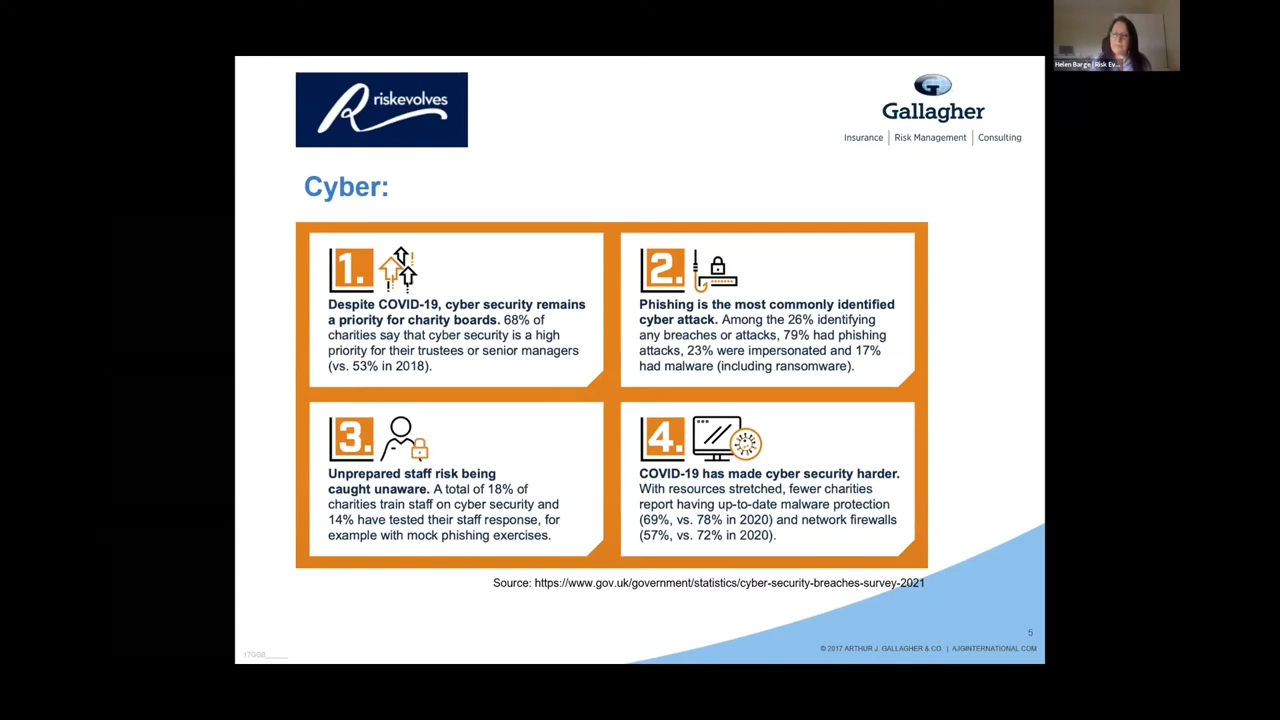 Helen Barge | Risk Ev...
riskevolves
Gallagher
Insurance | Risk Management | Consulting
Cyber:
1.
Despite COVID-19, cyber security remains
a priority for charity boards. 68% of
charities say that cyber security is a high
priority for their trustees or senior managers
(vs. 53% in 2018).
2.
Phishing is the most commonly identified
cyber attack. Among the 26% identifying
any breaches or attacks, 79% had phishing
attacks, 23% were impersonated and 17%
had malware (including ransomware).
3.
Unprepared staff risk being
caught unaware. A total of 18% of
charities train staff on cyber security and
14% have tested their staff response, for
example with mock phishing exercises.
4.
COVID-19 has made cyber security harder.
With resources stretched, fewer charities
report having up-to-date malware protection
(69%, vs. 78% in 2020) and network firewalls
(57%, vs. 72% in 2020).
Source: https://www.gov.uk/government/statistics/cyber-security-breaches-survey-2021
5
© 2017 ARTHUR J. GALLAGHER & CO. | AJGINTERNATIONAL.COM